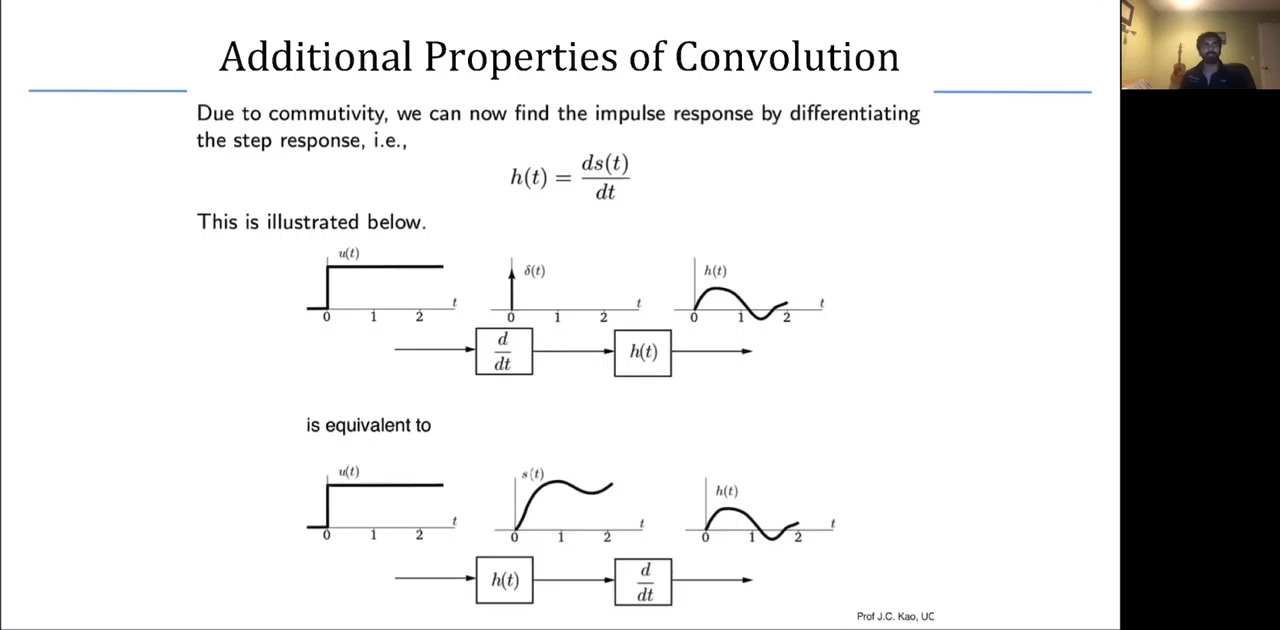 Additional Properties of Convolution
Due to commutivity, we can now find the impulse response by differentiating
the step response, i.e.,
h(t) = ds(t)/dt
This is illustrated below.
u(t) δ(t) h(t)
0 1 2 t 0 1 2 t 0 1 2 t
d/dt h(t)
is equivalent to
u(t) s(t) h(t)
0 1 2 t 0 1 2 t 0 1 2 t
h(t) d/dt
Prof J.C. Kao, UC